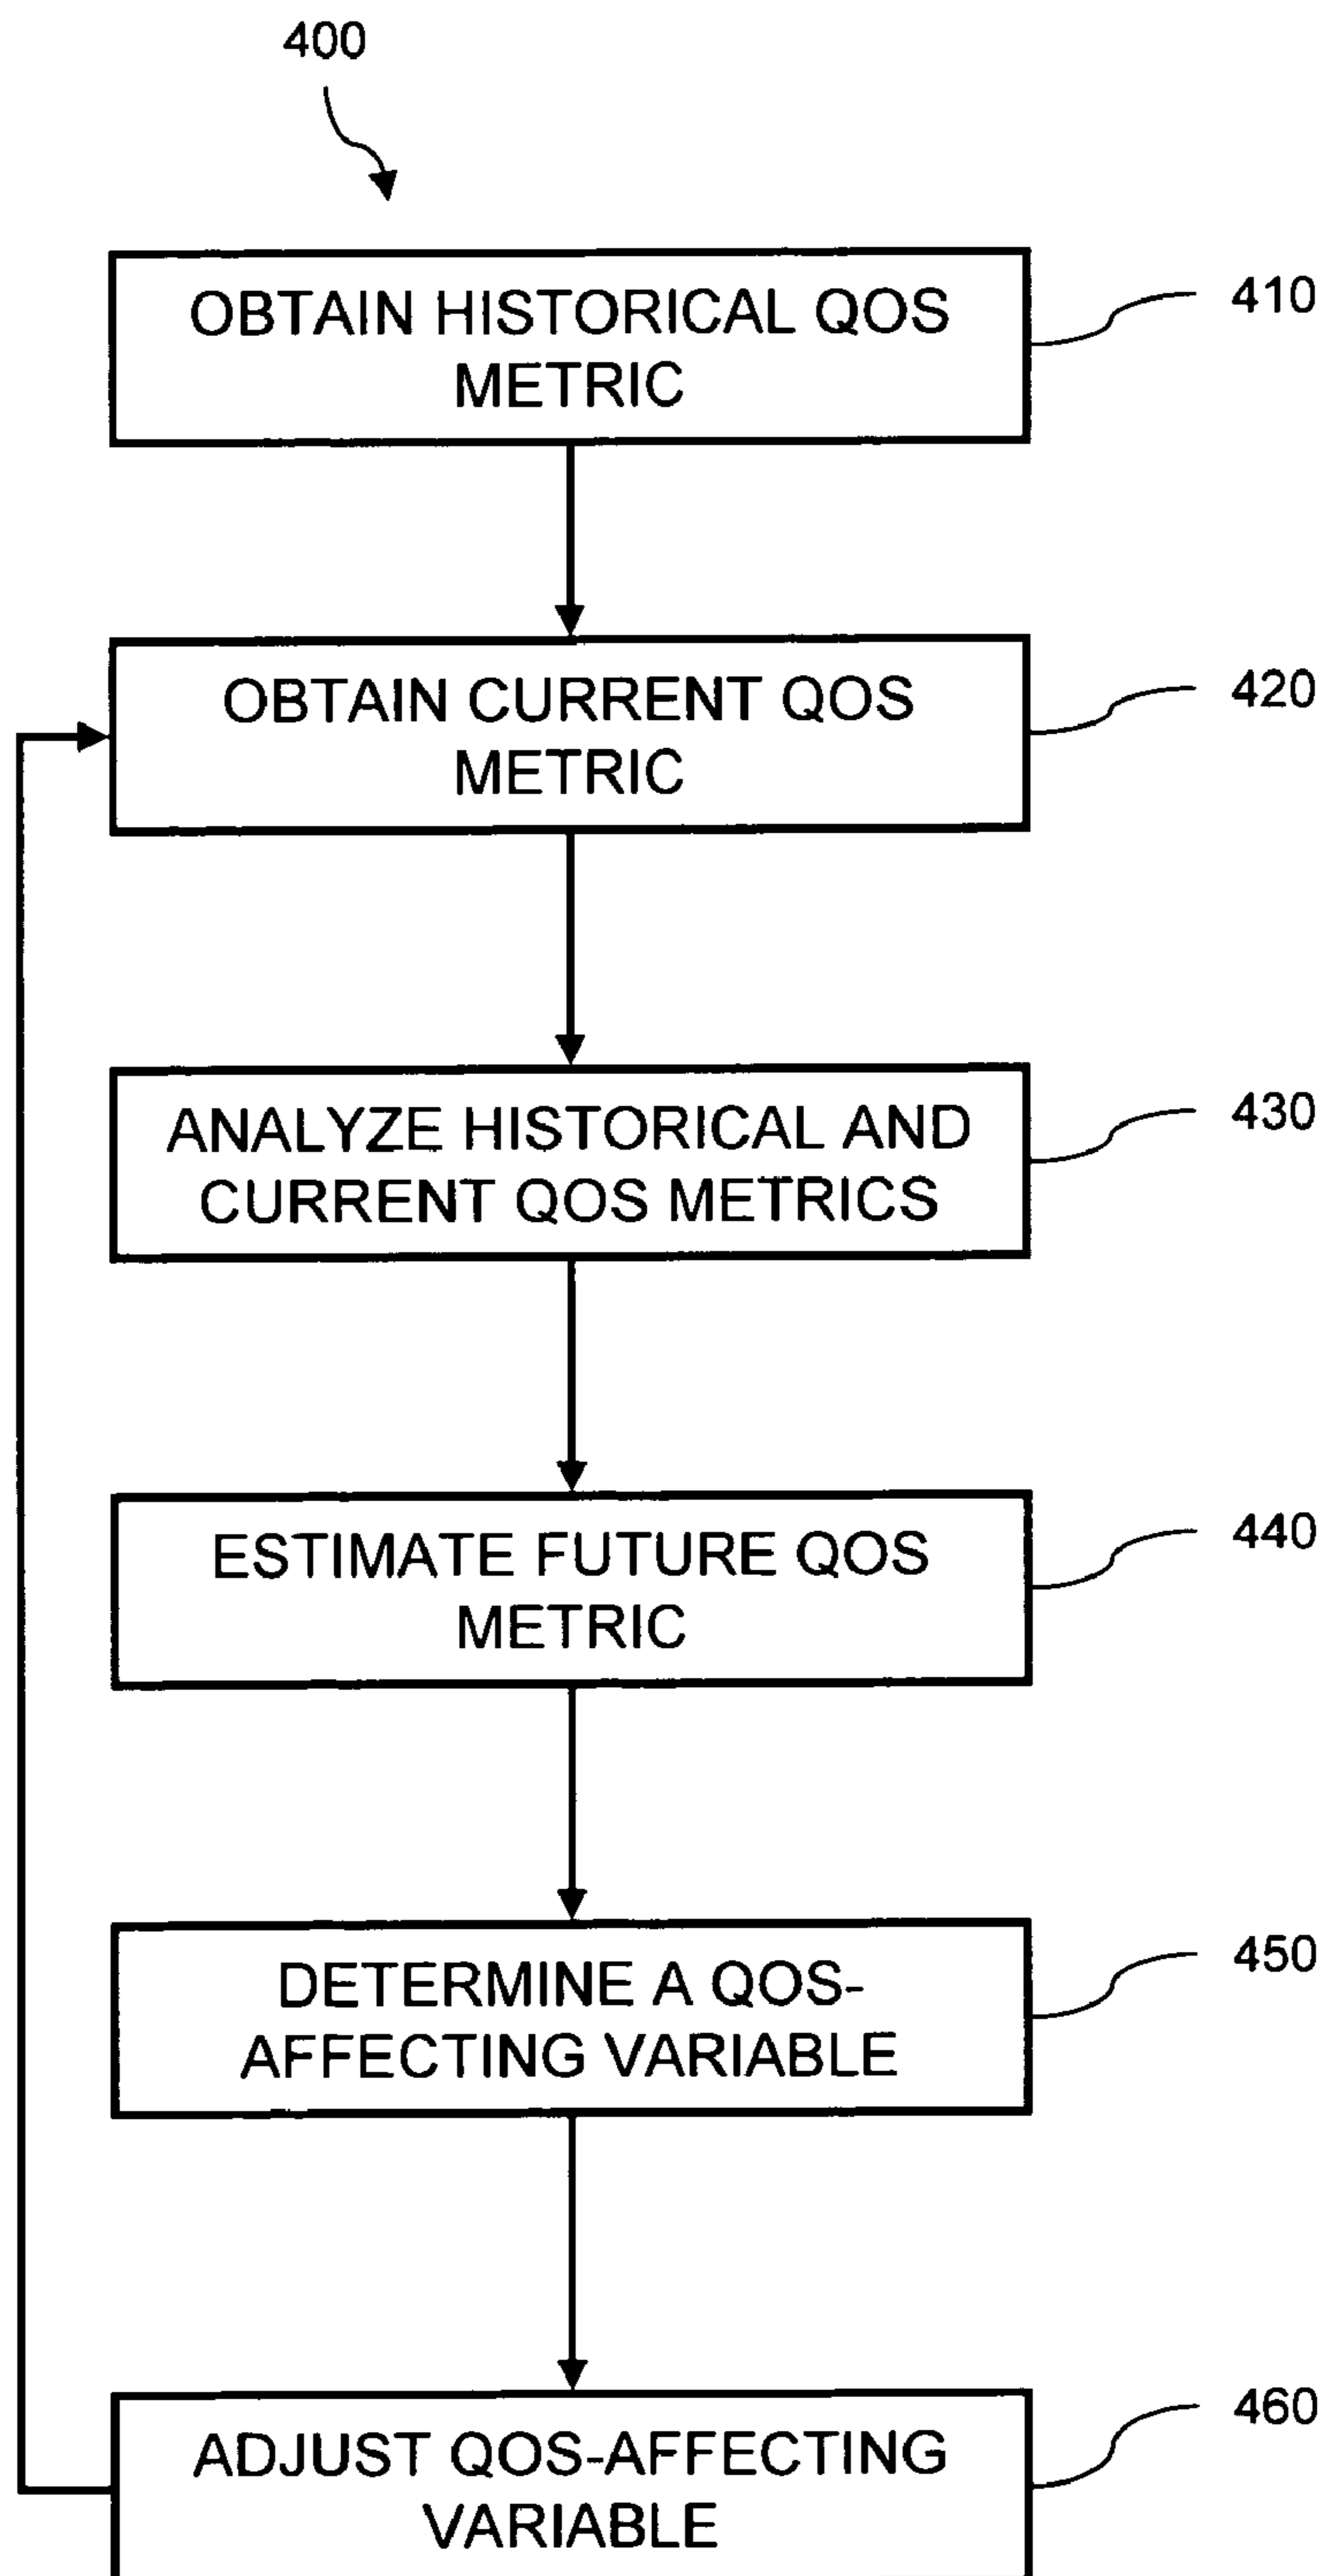 400
OBTAIN HISTORICAL QOS
METRIC
410
OBTAIN CURRENT QOS
METRIC
420
ANALYZE HISTORICAL AND
CURRENT QOS METRICS
430
ESTIMATE FUTURE QOS
METRIC
440
DETERMINE A QOS-
AFFECTING VARIABLE
450
ADJUST QOS-AFFECTING
VARIABLE
460